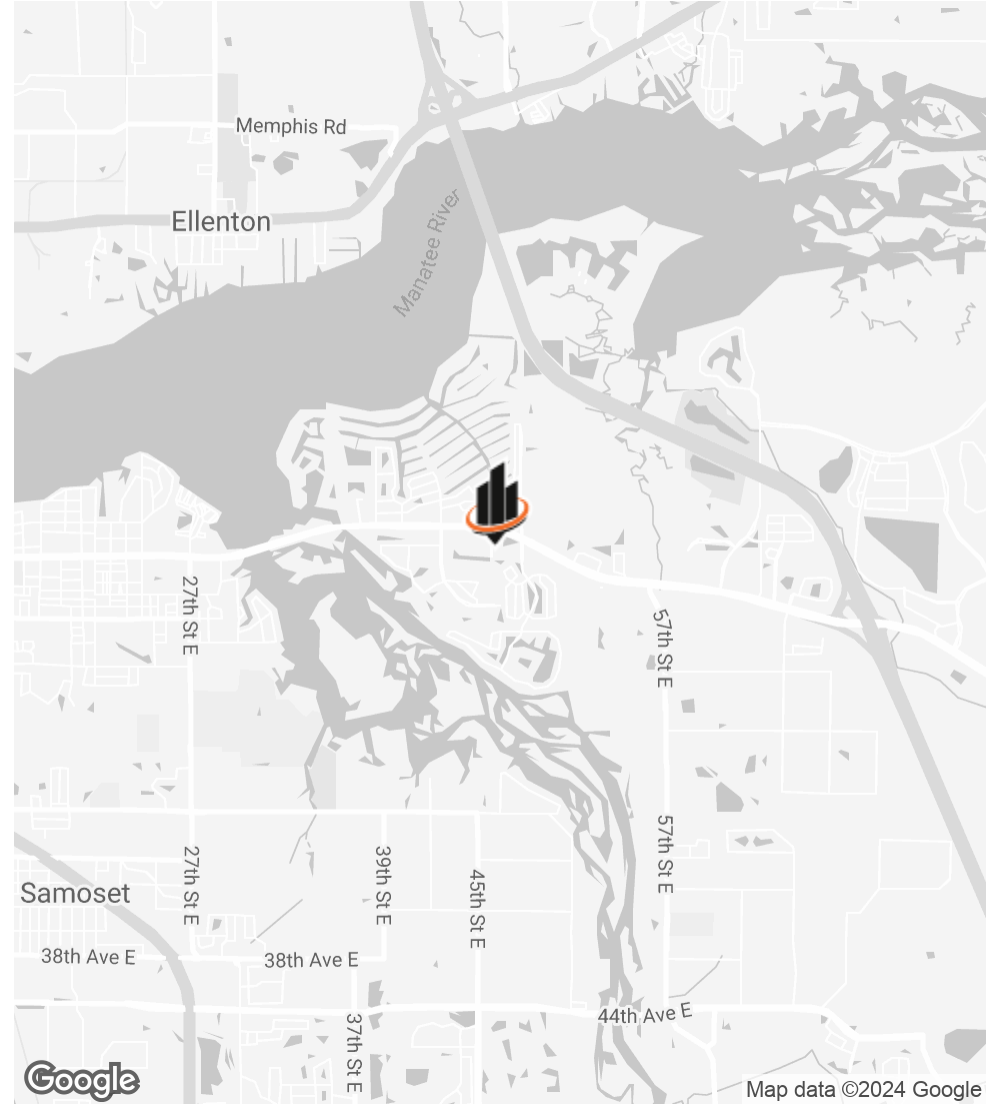 Memphis Rd
Ellenton
Manatee River
27th St E
57th St E
57th St E
27th St E
39th St E
45th St E
Samoset
38th Ave E
38th Ave E
44th Ave E
37th St E
Google
Map data ©2024 Google